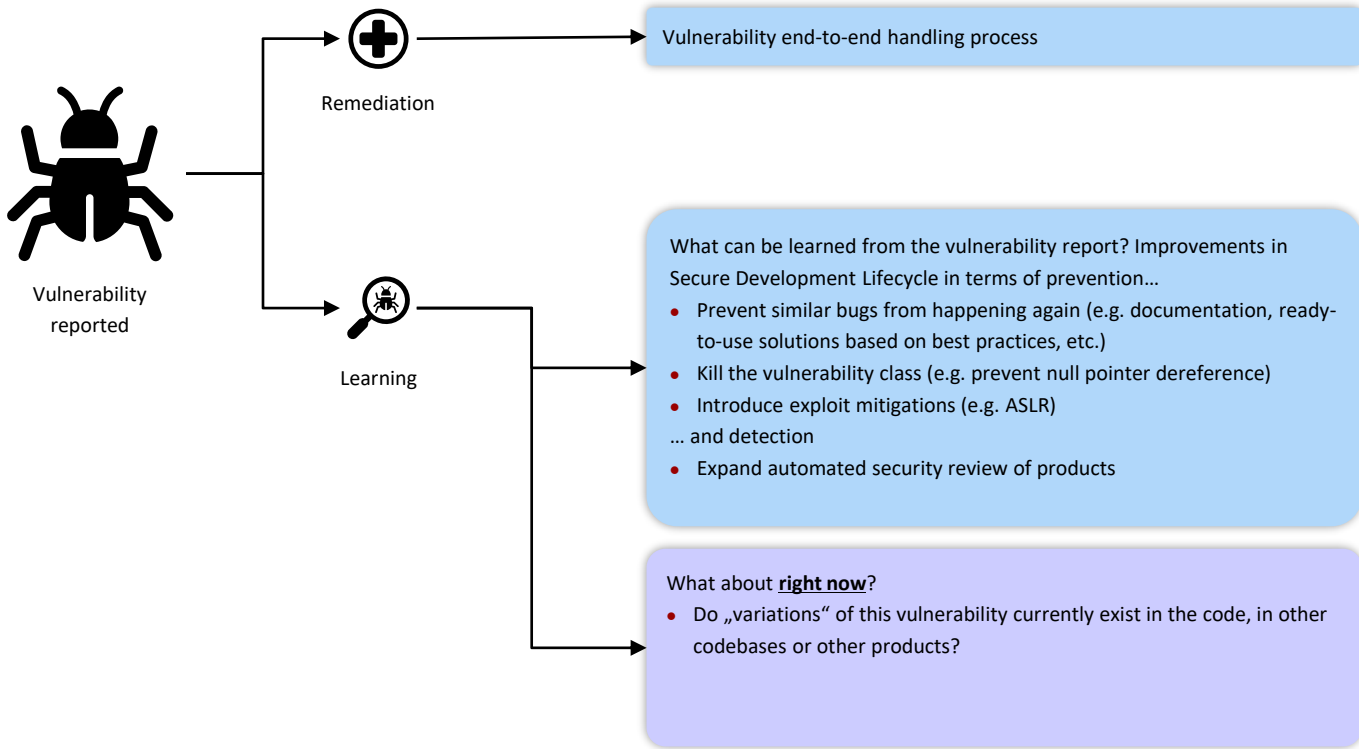 Vulnerability end-to-end handling process
Remediation
Vulnerability
reported
What can be learned from the vulnerability report? Improvements in
Secure Development Lifecycle in terms of prevention…
• Prevent similar bugs from happening again (e.g. documentation, ready-
to-use solutions based on best practices, etc.)
• Kill the vulnerability class (e.g. prevent null pointer dereference)
• Introduce exploit mitigations (e.g. ASLR)
… and detection
• Expand automated security review of products
Learning
What about right now?
• Do „variations“ of this vulnerability currently exist in the code, in other
codebases or other products?